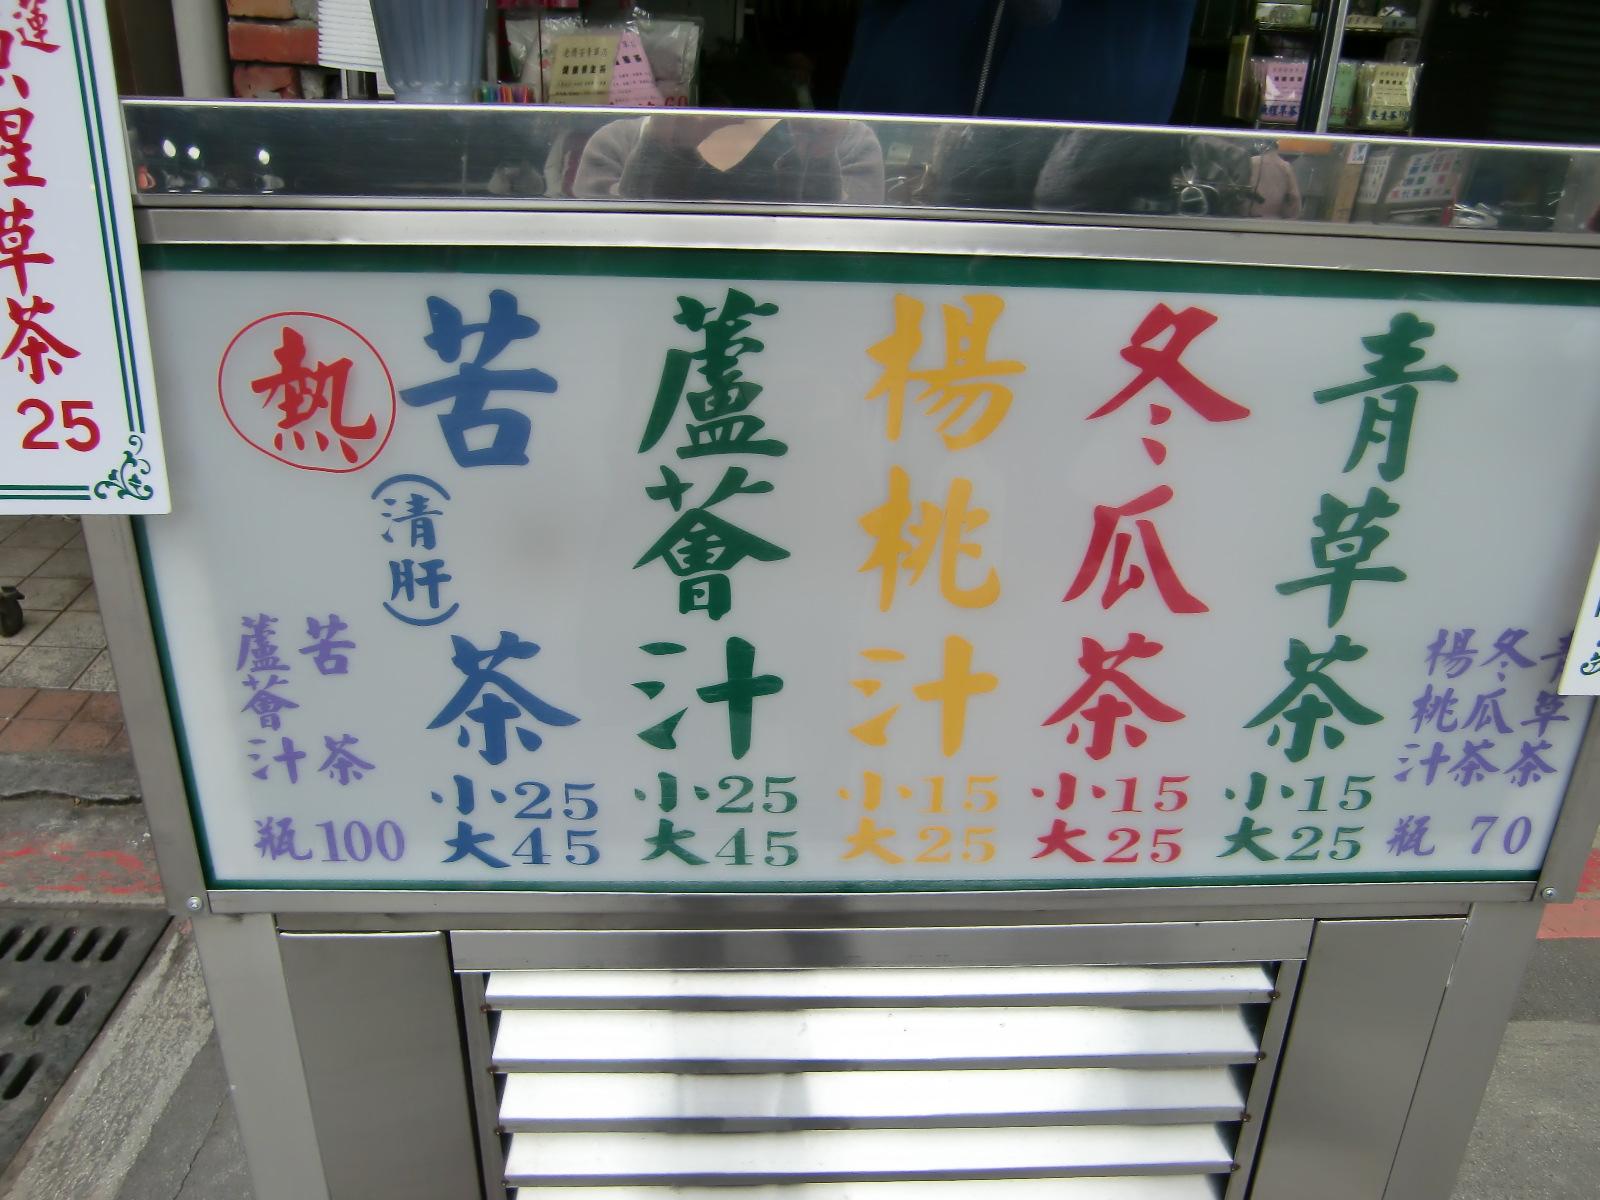 青草茶
小15
大25
冬瓜茶
小15
大25
楊桃汁
小15
大25
蘆薈汁
小25
大45
熱
苦(清肝)茶
小25
大45
青草茶
冬瓜茶
楊桃汁
瓶 70
苦茶
蘆薈汁
瓶100
草茶
25